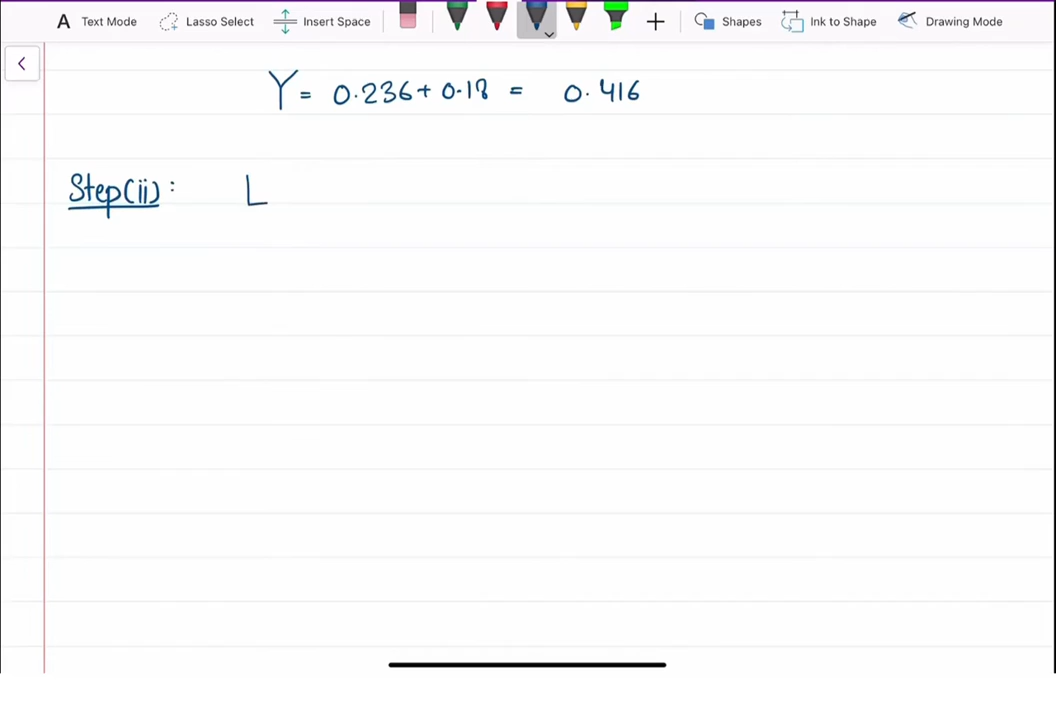 A Text Mode Lasso Select Insert Space Shapes Ink to Shape Drawing Mode
Y = 0.236 + 0.18 = 0.416
Step(ii): L